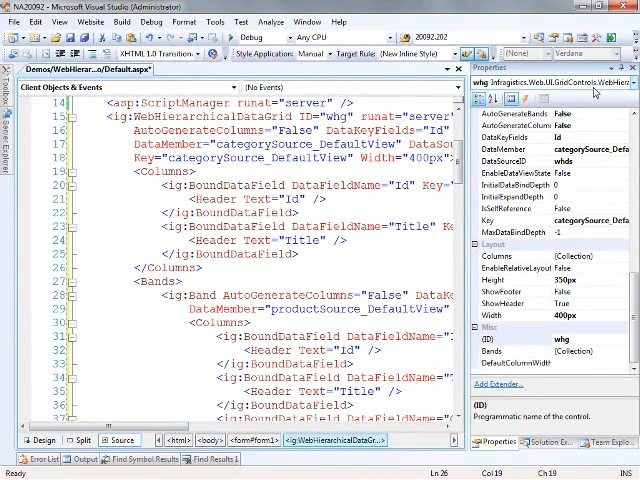 NA20092 - Microsoft Visual Studio (Administrator)
File Edit View Website Build Debug Format Tools Test Analyze Window Help
Debug Any CPU 20092.202
XHTML 1.0 Transition Style Application: Manual Target Rule: (New Inline Style) (None) Verdana
Demos/WebHierar...o/Default.aspx*
Client Objects & Events (No Events)
14 <asp:ScriptManager runat="server" />
15 <ig:WebHierarchicalDataGrid ID="whg" runat="server"
16 AutoGenerateColumns="False" DataKeyFields="Id"
17 DataMember="categorySource_DefaultView" DataSou
18 Key="categorySource_DefaultView" Width="400px">
19 <Columns>
20 <ig:BoundDataField DataFieldName="Id" Key=
21 <Header Text="Id" />
22 </ig:BoundDataField>
23 <ig:BoundDataField DataFieldName="Title" K
24 <Header Text="Title" />
25 </ig:BoundDataField>
26 </Columns>
27 <Bands>
28 <ig:Band AutoGenerateColumns="False" DataKe
29 DataMember="productSource_DefaultView">
30 <Columns>
31 <ig:BoundDataField DataFieldName="I
32 <Header Text="Id" />
33 </ig:BoundDataField>
34 <ig:BoundDataField DataFieldName="T
35 <Header Text="Title" />
36 </ig:BoundDataField>
37
Design Split Source <html> <body> <form#form1> <ig:WebHierarchicalDataGr...
Toolbox
Server Explorer
Properties
whg Infragistics.Web.UI.GridControls.WebHiera
AutoGenerateBands False
AutoGenerateColumn False
DataKeyFields Id
DataMember categorySource_Defa
DataSourceID whds
EnableDataViewState False
InitialDataBindDepth 0
InitialExpandDepth 0
IsSelfReference False
Key categorySource_Defa
MaxDataBindDepth -1
Layout
Columns (Collection)
EnableRelativeLayout False
Height 350px
ShowFooter False
ShowHeader True
Width 400px
Misc
(ID) whg
Bands (Collection)
DefaultColumnWidth
Add Extender...
(ID)
Programmatic name of the control.
Properties Solution Ex... Team Explo...
Error List Output Find Symbol Results Find Results 1
Ready Ln 26 Col 19 Ch 19 INS